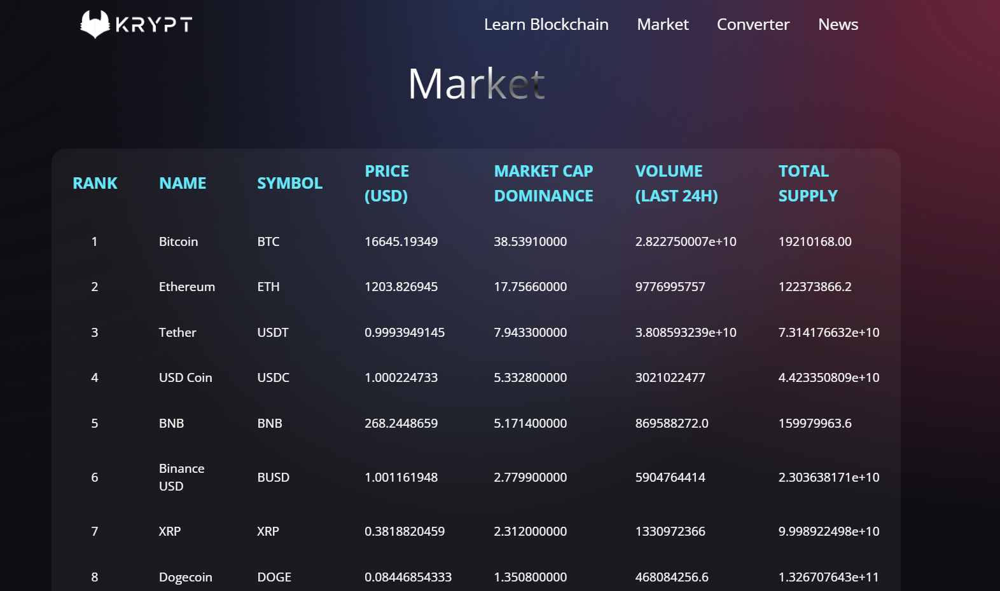 KRYPT
Learn Blockchain Market Converter News
Market
RANK NAME SYMBOL PRICE (USD) MARKET CAP DOMINANCE VOLUME (LAST 24H) TOTAL SUPPLY
1 Bitcoin BTC 16645.19349 38.53910000 2.822750007e+10 19210168.00
2 Ethereum ETH 1203.826945 17.75660000 9776995757 122373866.2
3 Tether USDT 0.9993949145 7.943300000 3.808593239e+10 7.314176632e+10
4 USD Coin USDC 1.000224733 5.332800000 3021022477 4.423350809e+10
5 BNB BNB 268.2448659 5.171400000 869588272.0 159979963.6
6 Binance USD BUSD 1.001161948 2.779900000 5904764414 2.303638171e+10
7 XRP XRP 0.3818820459 2.312000000 1330972366 9.998922498e+10
8 Dogecoin DOGE 0.08446854333 1.350800000 468084256.6 1.326707643e+11